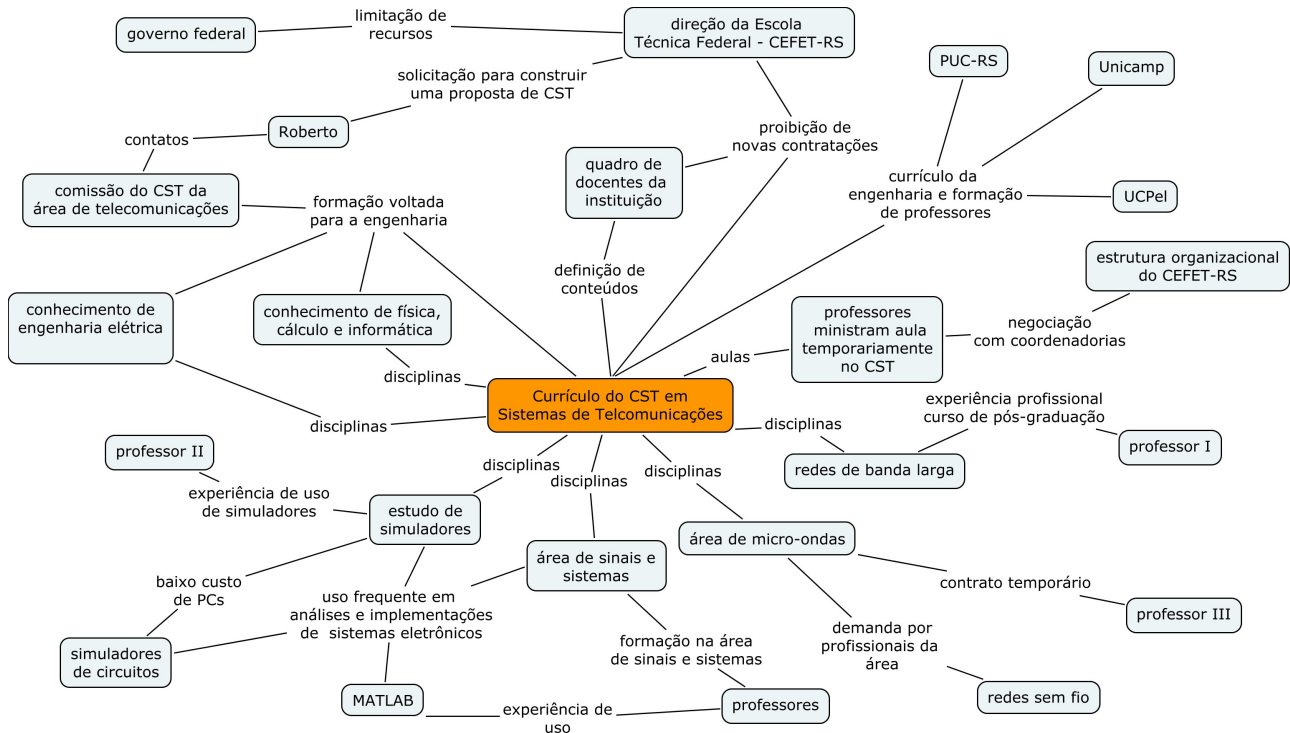 governo federal
limitação de
recursos
direção da Escola
Técnica Federal - CEFET-RS
PUC-RS
Unicamp
solicitação para construir
uma proposta de CST
Roberto
contatos
proibição de
novas contratações
comissão do CST da
área de telecomunicações
formação voltada
para a engenharia
quadro de
docentes da
instituição
currículo da
engenharia e formação
de professores
UCPel
estrutura organizacional
do CEFET-RS
definição de
conteúdos
conhecimento de
engenharia elétrica
conhecimento de física,
cálculo e informática
professores
ministram aula
temporariamente
no CST
negociação
com coordenadorias
aulas
disciplinas
Currículo do CST em
Sistemas de Telcomunicações
experiência profissional
curso de pós-graduação
disciplinas
disciplinas
professor I
professor II
disciplinas
disciplinas
disciplinas
redes de banda larga
experiência de uso
de simuladores
estudo de
simuladores
área de micro-ondas
área de sinais e
sistemas
baixo custo
de PCs
uso frequente em
análises e implementações
de  sistemas eletrônicos
contrato temporário
professor III
simuladores
de circuitos
formação na área
de sinais e sistemas
demanda por
profissionais da
área
MATLAB
experiência de
uso
professores
redes sem fio